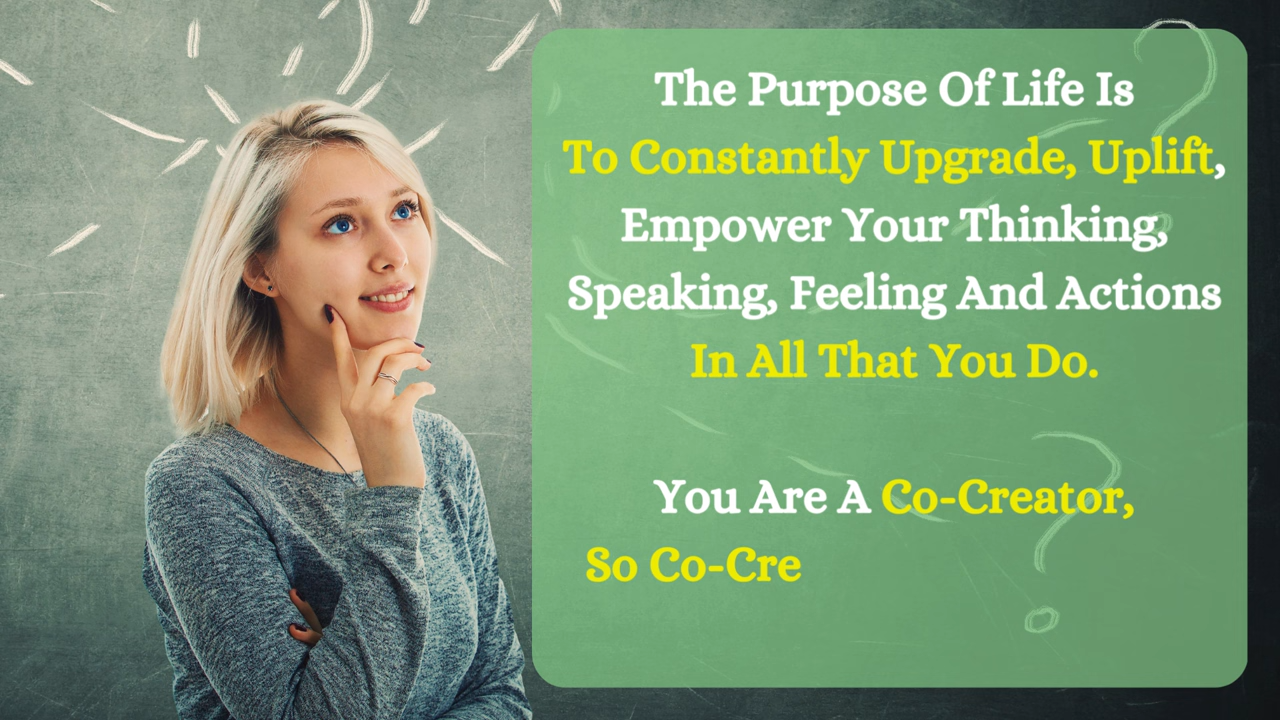 The Purpose Of Life Is
To Constantly Upgrade, Uplift,
Empower Your Thinking,
Speaking, Feeling And Actions
In All That You Do.
You Are A Co-Creator,
So Co-Cre